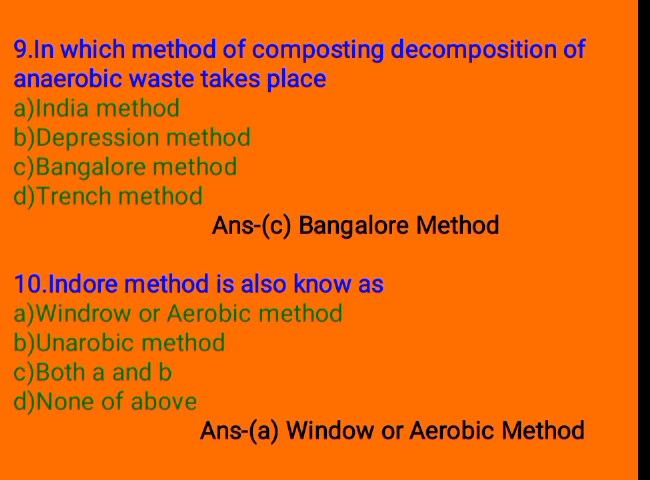 9.In which method of composting decomposition of
anaerobic waste takes place
a)India method
b)Depression method
c)Bangalore method
d)Trench method
Ans-(c) Bangalore Method
10.Indore method is also know as
a)Windrow or Aerobic method
b)Unarobic method
c)Both a and b
d)None of above
Ans-(a) Window or Aerobic Method